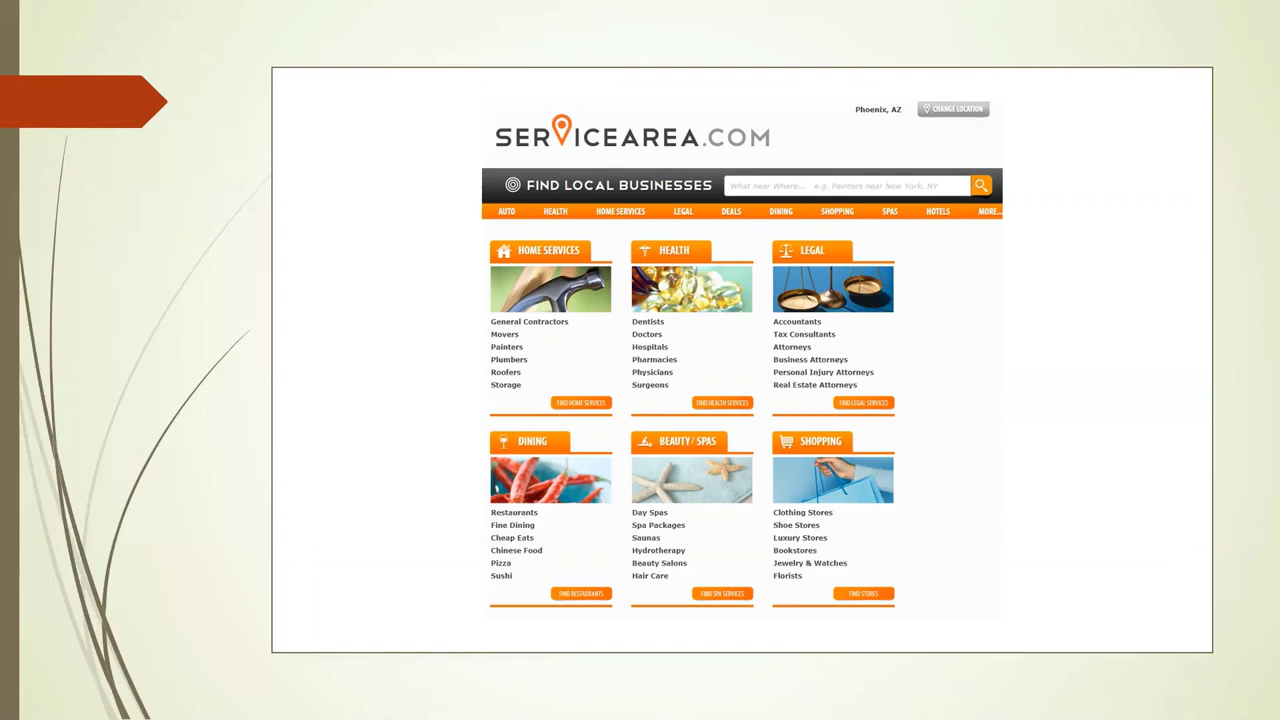 Phoenix, AZ
CHANGE LOCATION
SERVICEAREA.COM
FIND LOCAL BUSINESSES
What near Where... e.g. Painters near New York, NY
AUTO HEALTH HOME SERVICES LEGAL DEALS DINING SHOPPING SPAS HOTELS MORE...
HOME SERVICES
General Contractors
Movers
Painters
Plumbers
Roofers
Storage
FIND HOME SERVICES
HEALTH
Dentists
Doctors
Hospitals
Pharmacies
Physicians
Surgeons
FIND HEALTH SERVICES
LEGAL
Accountants
Tax Consultants
Attorneys
Business Attorneys
Personal Injury Attorneys
Real Estate Attorneys
FIND LEGAL SERVICES
DINING
Restaurants
Fine Dining
Cheap Eats
Chinese Food
Pizza
Sushi
FIND RESTAURANTS
BEAUTY / SPAS
Day Spas
Spa Packages
Saunas
Hydrotherapy
Beauty Salons
Hair Care
FIND SPA SERVICES
SHOPPING
Clothing Stores
Shoe Stores
Luxury Stores
Bookstores
Jewelry & Watches
Florists
FIND STORES